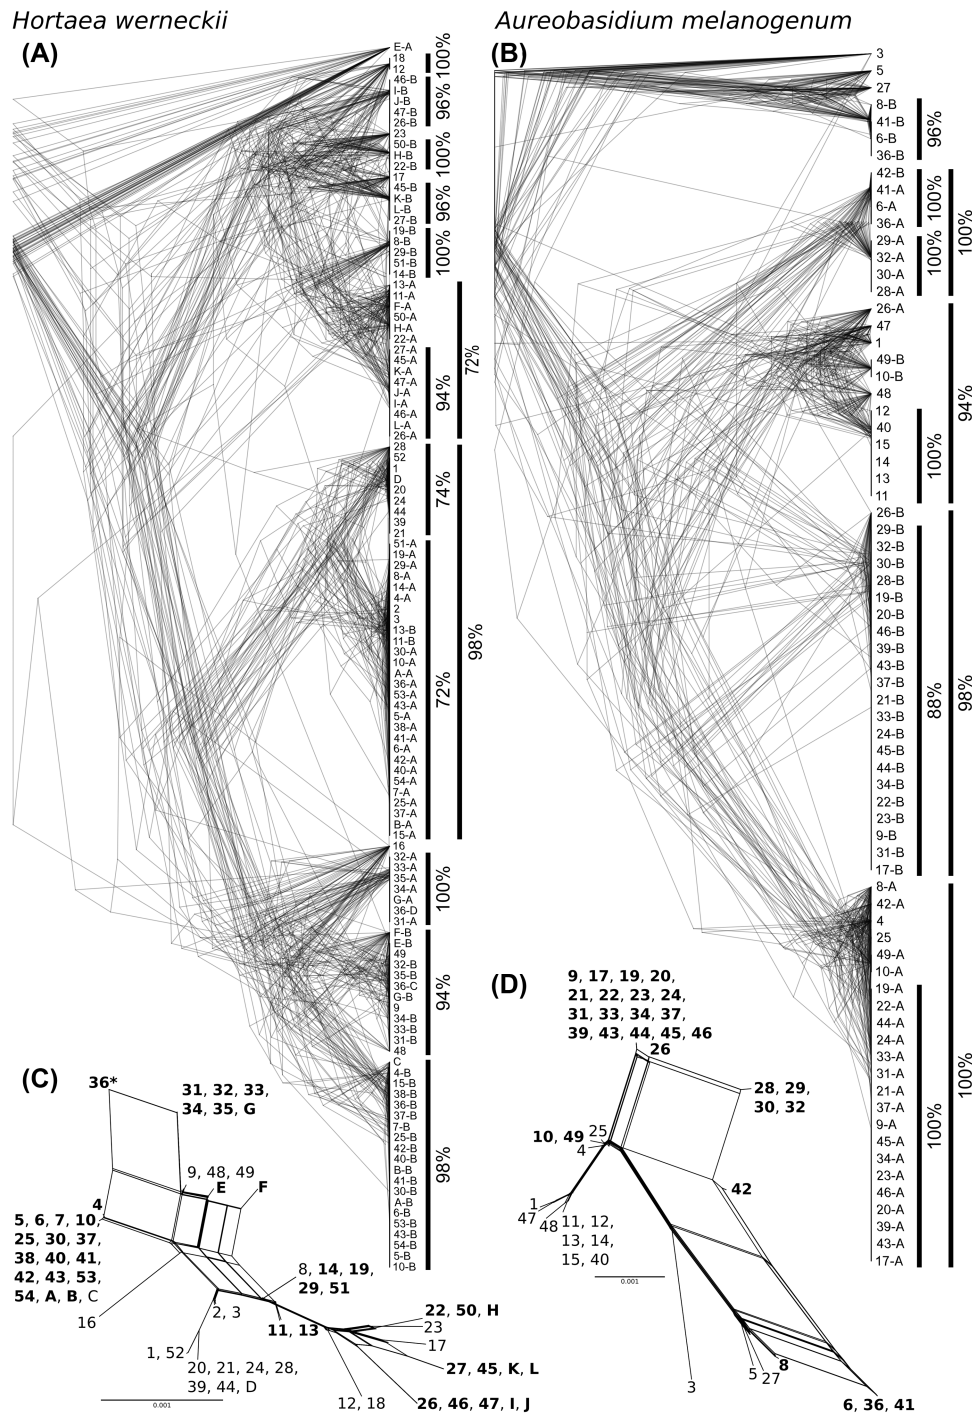 Hortaea werneckii
Aureobasidium melanogenum
(A)
E-A
18
12
46-B
I-B
J-B
47-B
26-B
23
50-B
H-B
22-B
17
45-B
K-B
L-B
27-B
19-B
8-B
29-B
51-B
14-B
13-A
11-A
F-A
50-A
H-A
22-A
27-A
45-A
K-A
47-A
J-A
I-A
46-A
L-A
26-A
28
52
1
D
20
24
44
39
21
51-A
19-A
29-A
8-A
14-A
4-A
2
3
13-B
11-B
30-A
10-A
A-A
36-A
53-A
43-A
5-A
38-A
41-A
6-A
42-A
40-A
54-A
7-A
25-A
37-A
B-A
15-A
16
32-A
33-A
35-A
34-A
G-A
36-D
31-A
F-B
E-B
49
32-B
35-B
36-C
G-B
9
34-B
33-B
31-B
48
C
4-B
15-B
38-B
36-B
37-B
7-B
25-B
42-B
40-B
B-B
41-B
30-B
A-B
6-B
53-B
43-B
54-B
5-B
10-B
100%
96%
100%
96%
100%
94%
72%
74%
72%
98%
100%
94%
98%
(B)
3
5
27
8-B
41-B
6-B
36-B
42-B
41-A
6-A
36-A
29-A
32-A
30-A
28-A
26-A
47
1
49-B
10-B
48
12
40
15
14
13
11
26-B
29-B
32-B
30-B
28-B
19-B
20-B
46-B
39-B
43-B
37-B
21-B
33-B
24-B
45-B
44-B
34-B
22-B
23-B
9-B
31-B
17-B
8-A
42-A
4
25
49-A
10-A
19-A
22-A
44-A
24-A
33-A
31-A
21-A
37-A
9-A
45-A
34-A
23-A
46-A
20-A
39-A
43-A
17-A
96%
100%
100%
100%
100%
94%
88%
98%
100%
100%
(C)
36*
31, 32, 33,
34, 35, G
9, 48, 49
E
F
4
5, 6, 7, 10,
25, 30, 37,
38, 40, 41,
42, 43, 53,
54, A, B, C
16
2, 3
1, 52
20, 21, 24, 28,
39, 44, D
8, 14, 19,
29, 51
11, 13
22, 50, H
23
17
27, 45, K, L
12, 18
26, 46, 47, I, J
0.001
(D)
9, 17, 19, 20,
21, 22, 23, 24,
31, 33, 34, 37,
39, 43, 44, 45, 46
26
28, 29,
30, 32
10, 49
25
4
42
1
47
48
11, 12,
13, 14,
15, 40
0.001
3
5
27
8
6, 36, 41